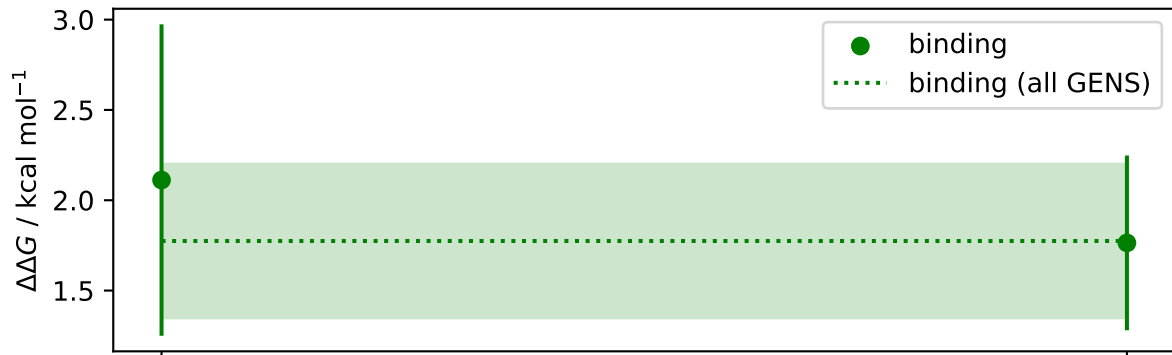 3.0
2.5
2.0
1.5
ΔΔG / kcal mol⁻¹
binding
binding (all GENS)